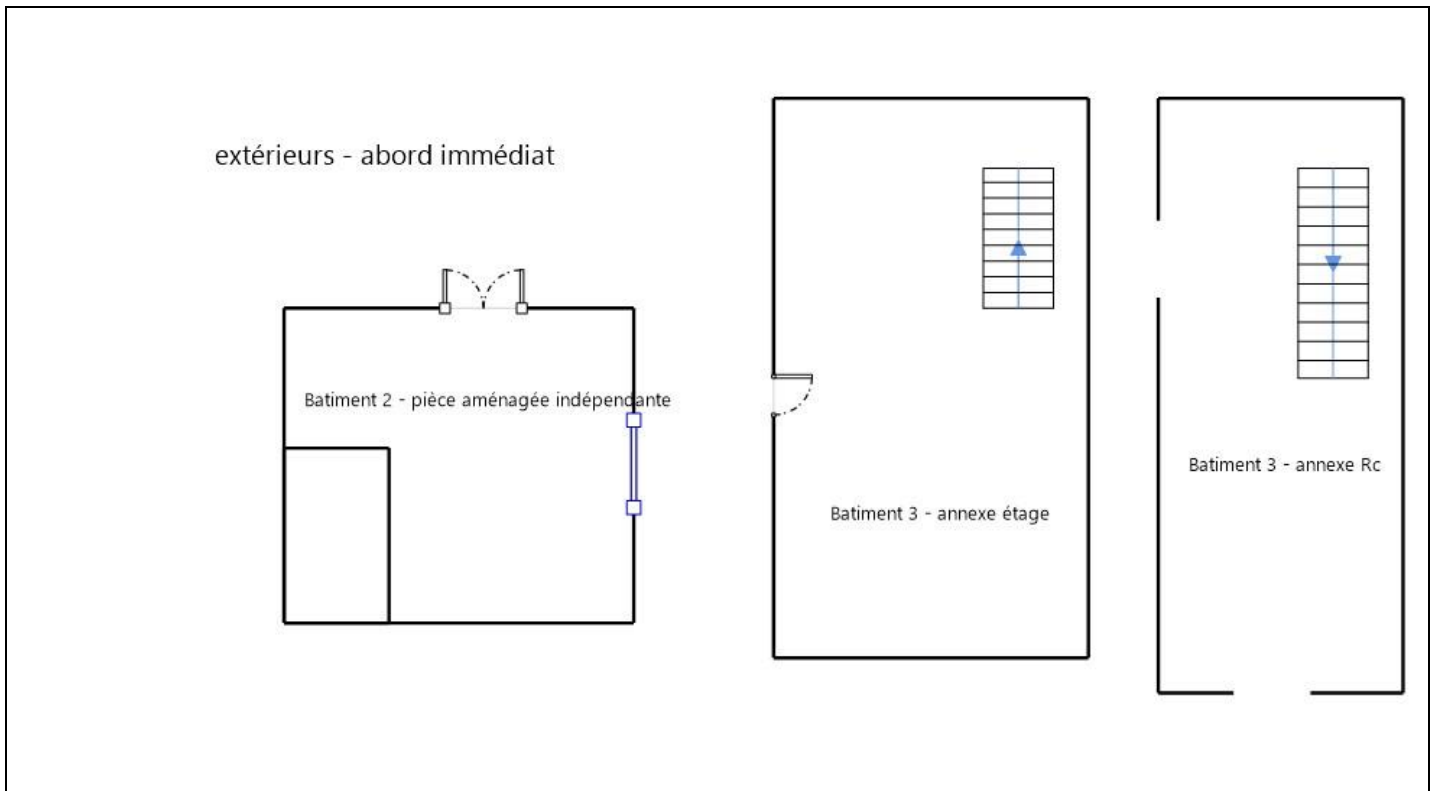 extérieurs - abord immédiat
Batiment 2 - pièce aménagée indépendante
Batiment 3 - annexe étage
Batiment 3 - annexe Rc